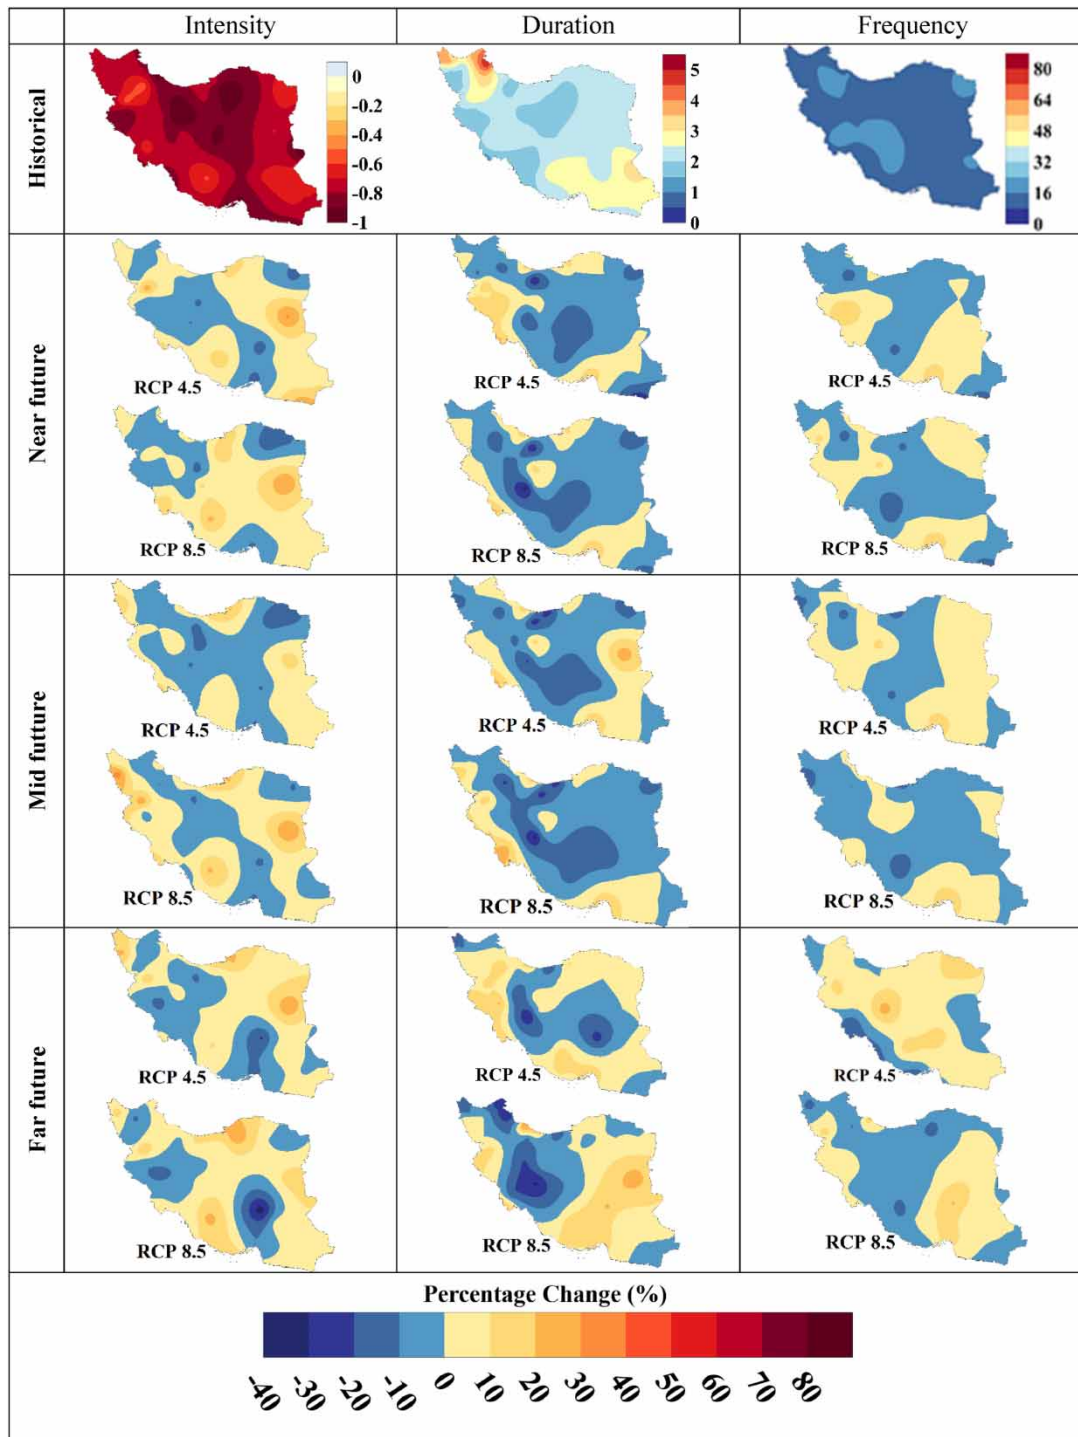 Intensity
Duration
Frequency
Historical
0
-0.2
-0.4
-0.6
-0.8
-1
5
4
3
2
1
0
80
64
48
32
16
0
Near future
RCP 4.5
RCP 4.5
RCP 4.5
RCP 8.5
RCP 8.5
RCP 8.5
Mid futture
RCP 4.5
RCP 4.5
RCP 4.5
RCP 8.5
RCP 8.5
RCP 8.5
Far future
RCP 4.5
RCP 4.5
RCP 4.5
RCP 8.5
RCP 8.5
RCP 8.5
Percentage Change (%)
-40
-30
-20
-10
0
10
20
30
40
50
60
70
80